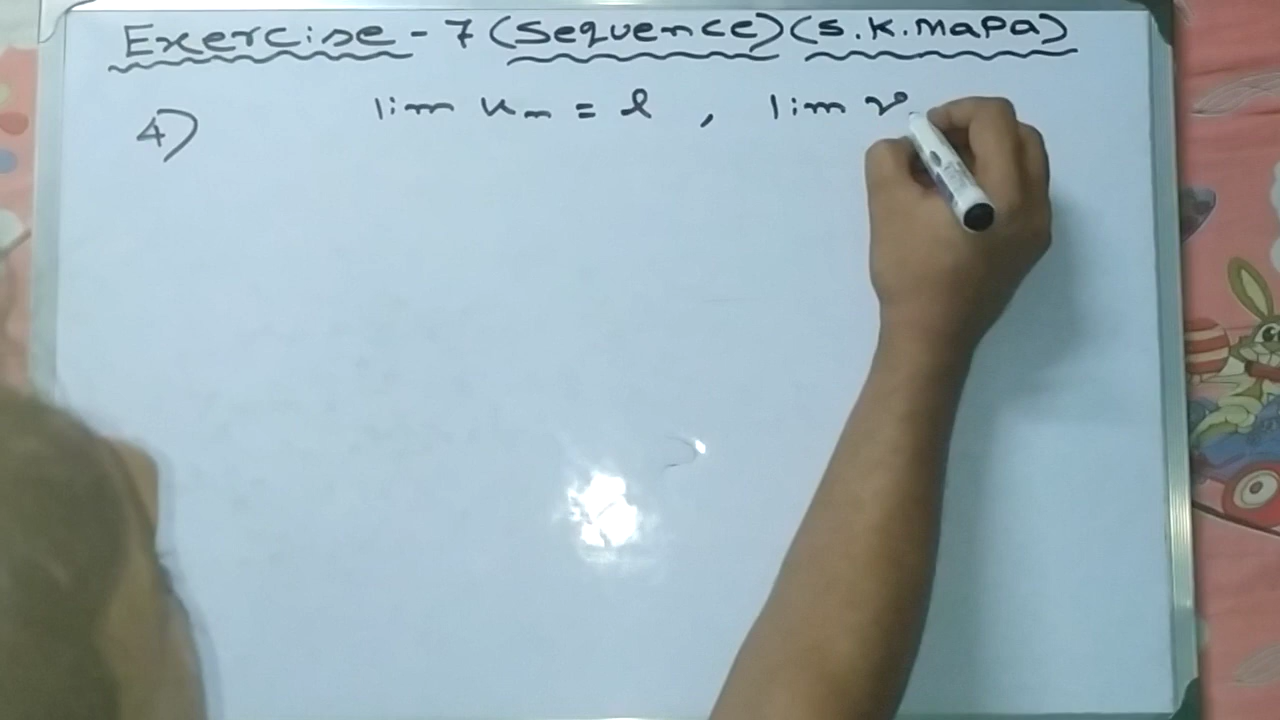 Exercise - 7 (Sequence) (S.K. Mapa)
4) lim uₙ = l , lim v